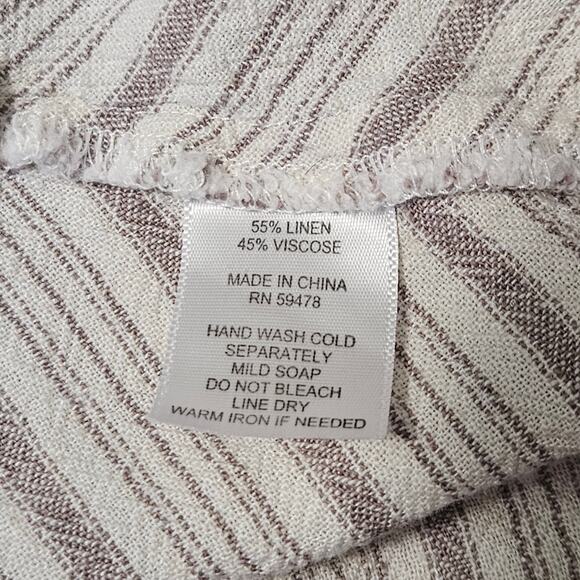 55% LINEN
45% VISCOSE
MADE IN CHINA
RN 59478
HAND WASH COLD
SEPARATELY
MILD SOAP
DO NOT BLEACH
LINE DRY
WARM IRON IF NEEDED